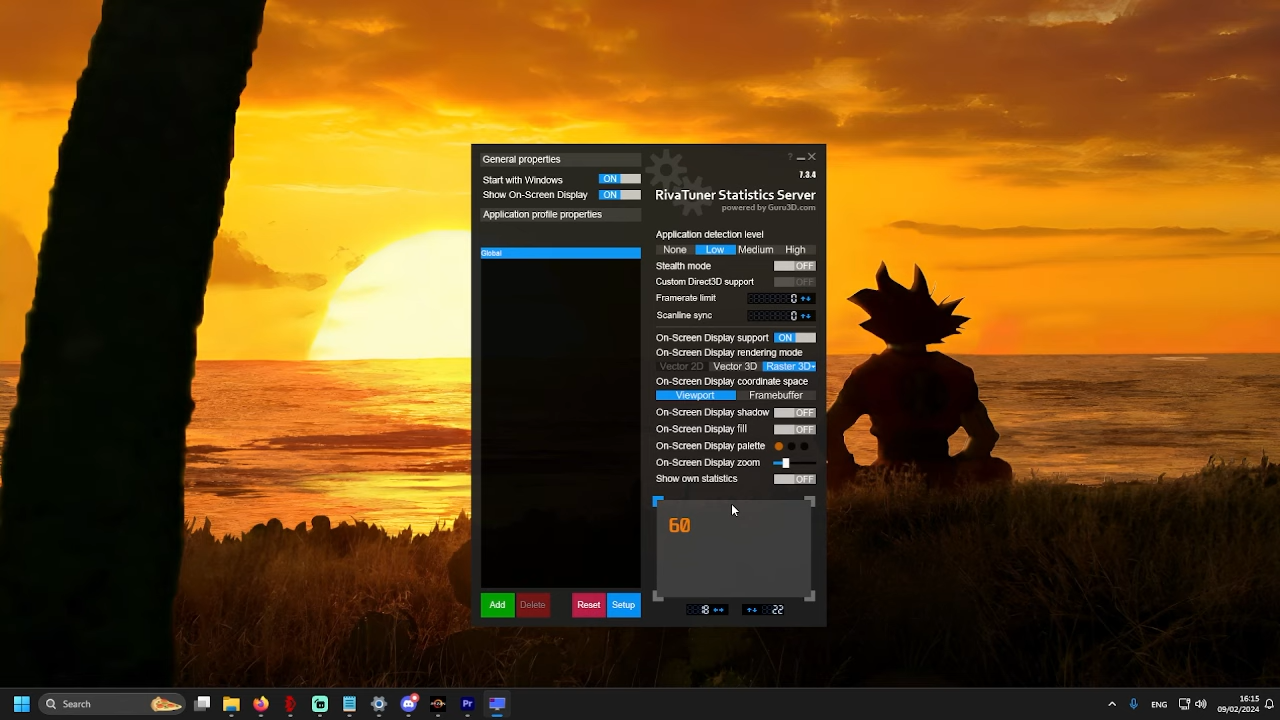 General properties
Start with Windows ON
Show On-Screen Display ON
Application profile properties
Global
Add
Delete
Reset
Setup
?
7.3.4
RivaTuner Statistics Server
powered by Guru3D.com
Application detection level
None Low Medium High
Stealth mode OFF
Custom Direct3D support OFF
Framerate limit 0
Scanline sync 0
On-Screen Display support ON
On-Screen Display rendering mode
Vector 2D Vector 3D Raster 3D
On-Screen Display coordinate space
Viewport Framebuffer
On-Screen Display shadow OFF
On-Screen Display fill OFF
On-Screen Display palette
On-Screen Display zoom
Show own statistics OFF
60
18 22
Search
Pr
ENG
16:15
09/02/2024